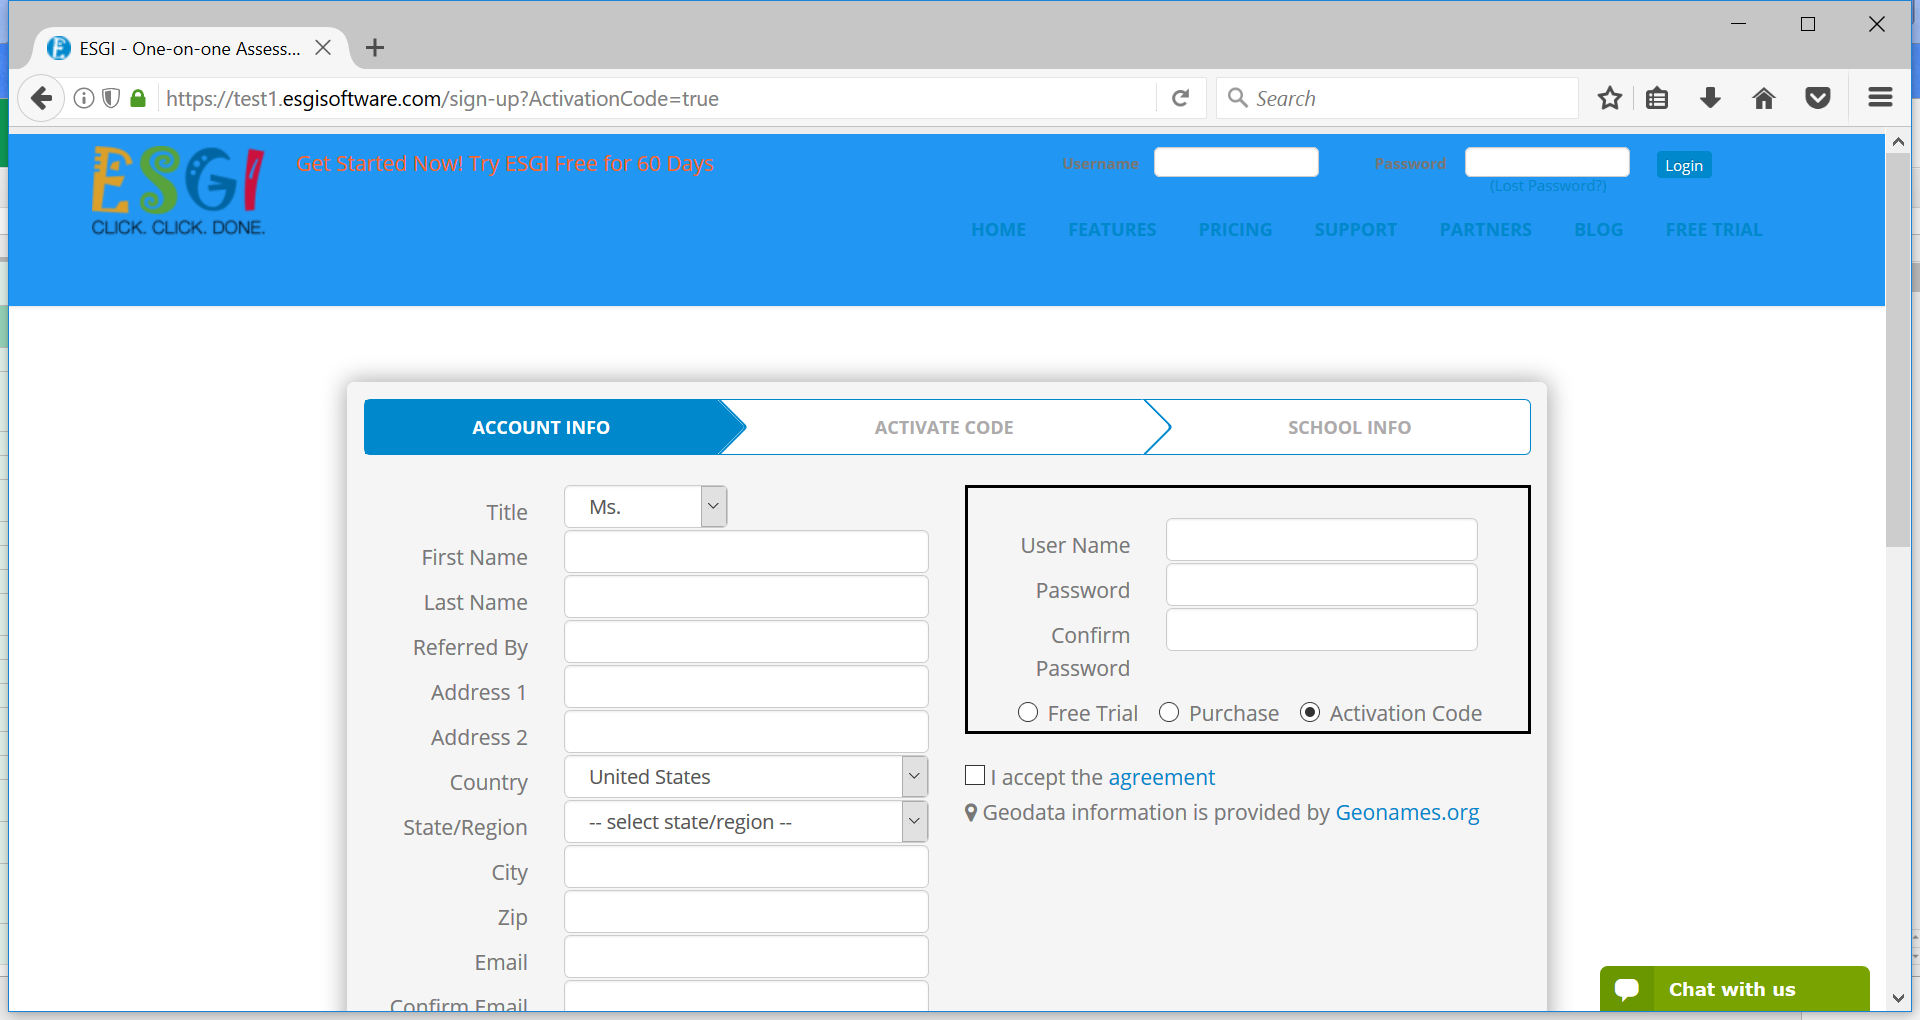 ESGI - One-on-one Assess...
https://test1.esgisoftware.com/sign-up?ActivationCode=true
Search
ESGI
CLICK. CLICK. DONE.
Get Started Now! Try ESGI Free for 60 Days
Username
Password
Login
(Lost Password?)
HOME FEATURES PRICING SUPPORT PARTNERS BLOG FREE TRIAL
ACCOUNT INFO
ACTIVATE CODE
SCHOOL INFO
Title
Ms.
First Name
Last Name
Referred By
Address 1
Address 2
Country
United States
State/Region
-- select state/region --
City
Zip
Email
Confirm Email
User Name
Password
Confirm
Password
Free Trial Purchase Activation Code
I accept the agreement
Geodata information is provided by Geonames.org
Chat with us